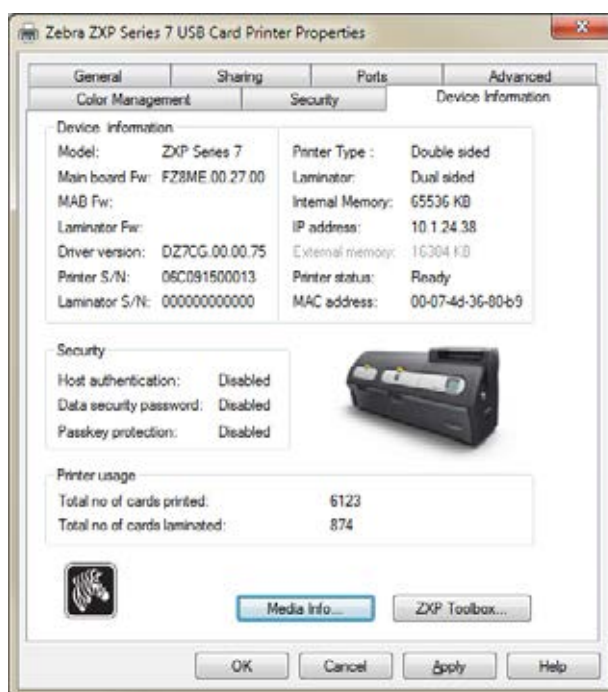 Zebra ZXP Series 7 USB Card Printer Properties
General Sharing Ports Advanced
Color Management Security Device Information
Device information
Model: ZXP Series 7
Main board Fw: FZ8ME.00.27.00
MAB Fw:
Laminator Fw:
Driver version: DZ7CG.00.00.75
Printer S/N: 06C091500013
Laminator S/N: 000000000000
Printer Type : Double sided
Laminator: Dual sided
Internal Memory: 65536 KB
IP address: 10.1.24.38
External memory: 16384 KB
Printer status: Ready
MAC address: 00-07-4d-36-80-b9
Security
Host authentication: Disabled
Data security password: Disabled
Passkey protection: Disabled
Printer usage
Total no of cards printed: 6123
Total no of cards laminated: 874
Media Info... ZXP Toolbox...
OK Cancel Apply Help